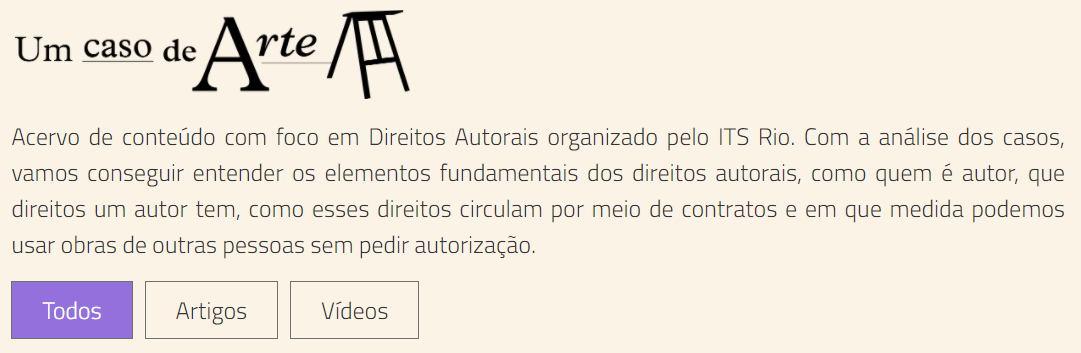 Um caso de Arte
Acervo de conteúdo com foco em Direitos Autorais organizado pelo ITS Rio. Com a análise dos casos,
vamos conseguir entender os elementos fundamentais dos direitos autorais, como quem é autor, que
direitos um autor tem, como esses direitos circulam por meio de contratos e em que medida podemos
usar obras de outras pessoas sem pedir autorização.
Todos Artigos Vídeos